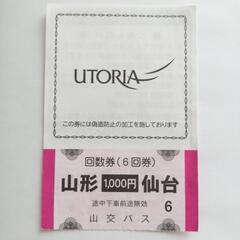 UTORIA
この券には偽造防止の加工を施しております
回数券(6回券)
山形 1,000円 仙台
途中下車前途無効 6
山交バス